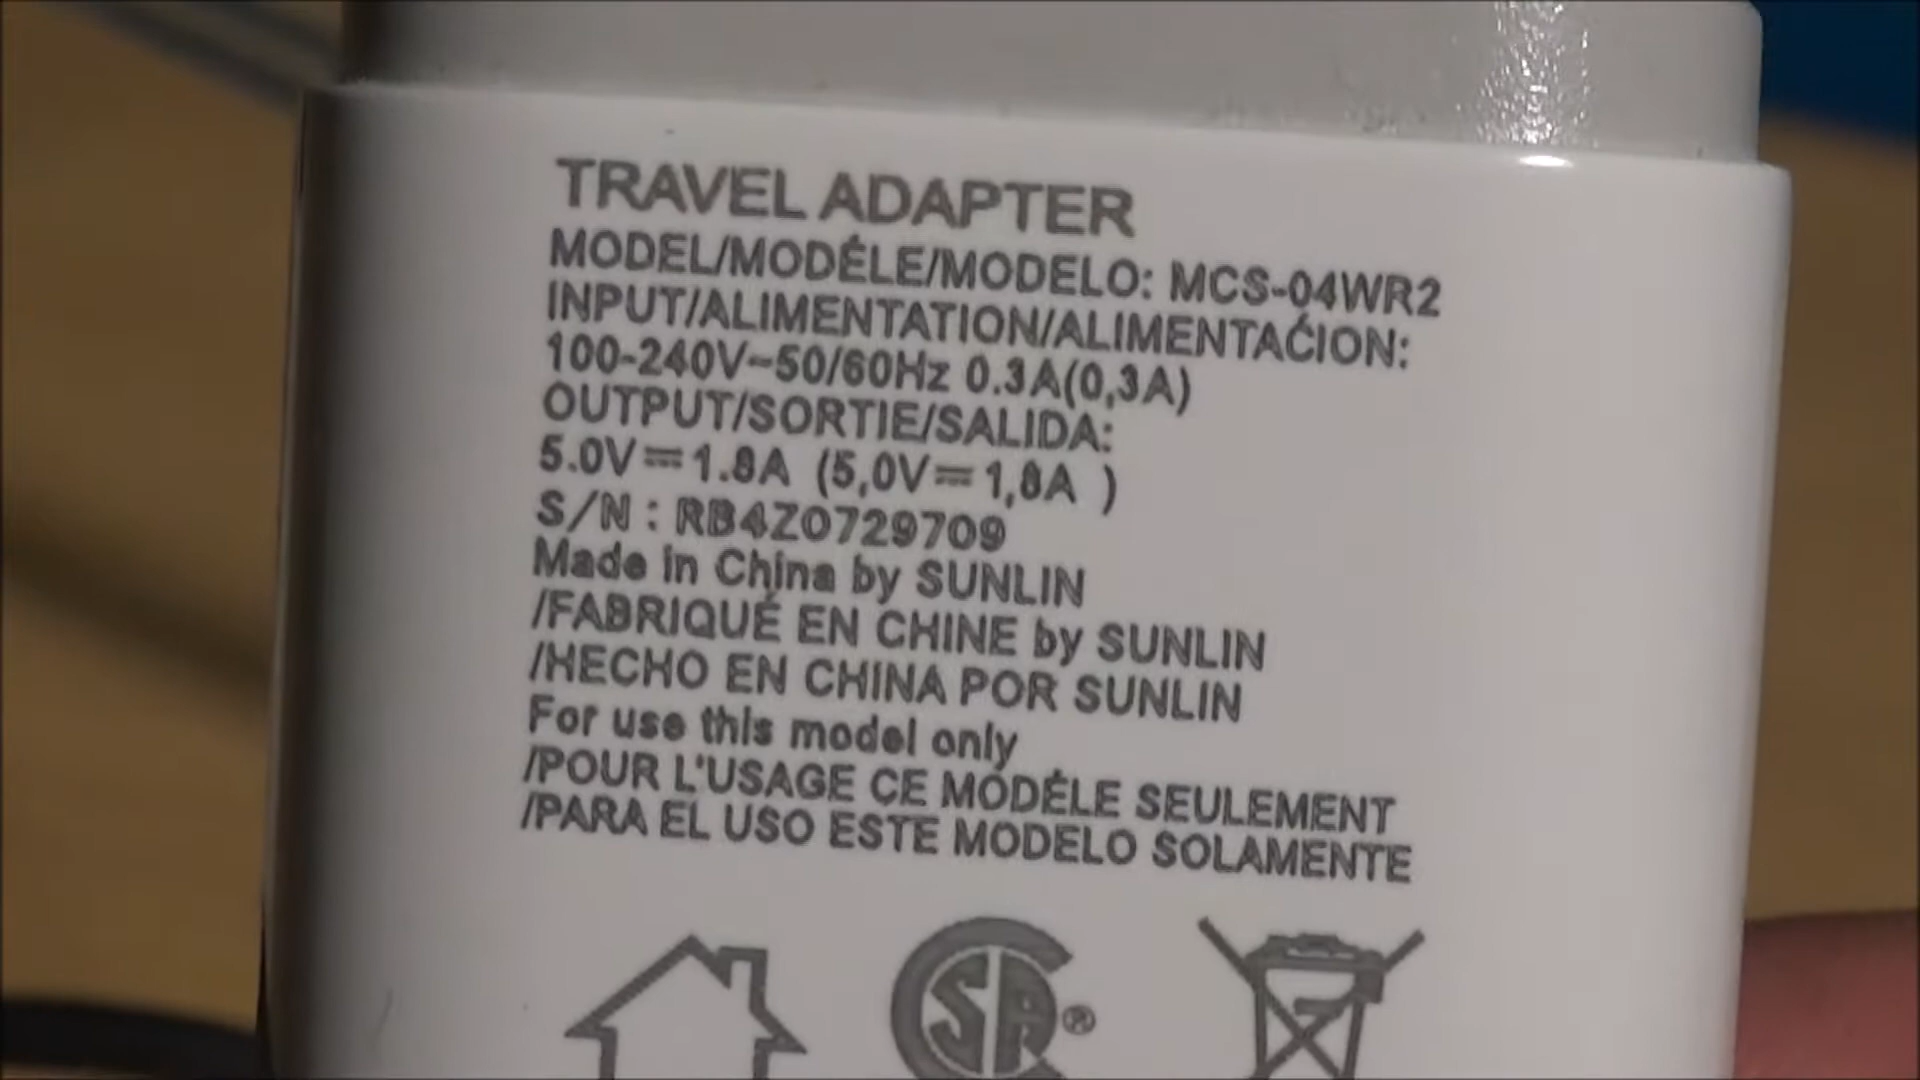 TRAVEL ADAPTER
MODEL/MODÉLE/MODELO: MCS-04WR2
INPUT/ALIMENTATION/ALIMENTAĆION:
100-240V~50/60Hz 0.3A(0,3A)
OUTPUT/SORTIE/SALIDA:
5.0V⎓1.8A (5,0V⎓1,8A )
S/N : RB4Z0729709
Made in China by SUNLIN
/FABRIQUÉ EN CHINE by SUNLIN
/HECHO EN CHINA POR SUNLIN
For use this model only
/POUR L'USAGE CE MODÉLE SEULEMENT
/PARA EL USO ESTE MODELO SOLAMENTE
®